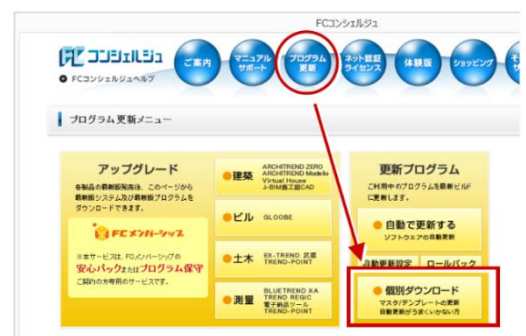 FCコンシェルジュ
FC コンシェルジュ
FCコンシェルジュヘルプ
ご案内
マニュアル
サポート
プログラム
更新
ネット認証
ライセンス
体験版
ショッピング
プログラム更新メニュー
アップグレード
各製品の最新版発売後、このページから
最新版システム及び最新版プログラムを
ダウンロードできます。
FCメンバーシップ
※本サービスは、FCメンバーシップの
安心パックまたはプログラム保守
ご契約の方専用のサービスです。
建築
ARCHITREND ZERO
ARCHITREND Modelio
Virtual House
J-BIM施工図CAD
ビル
GLOOBE
土木
EX-TREND 武蔵
TREND-POINT
測量
BLUETREND XA
TREND REGIC
電子納品ツール
TREND-POINT
更新プログラム
ご利用中のプログラムを最新ビルド
に更新します。
自動で更新する
ソフトウェアの自動更新
自動更新設定
ロールバック
個別ダウンロード
マスタ/テンプレートの更新
自動更新がうまくいかない方